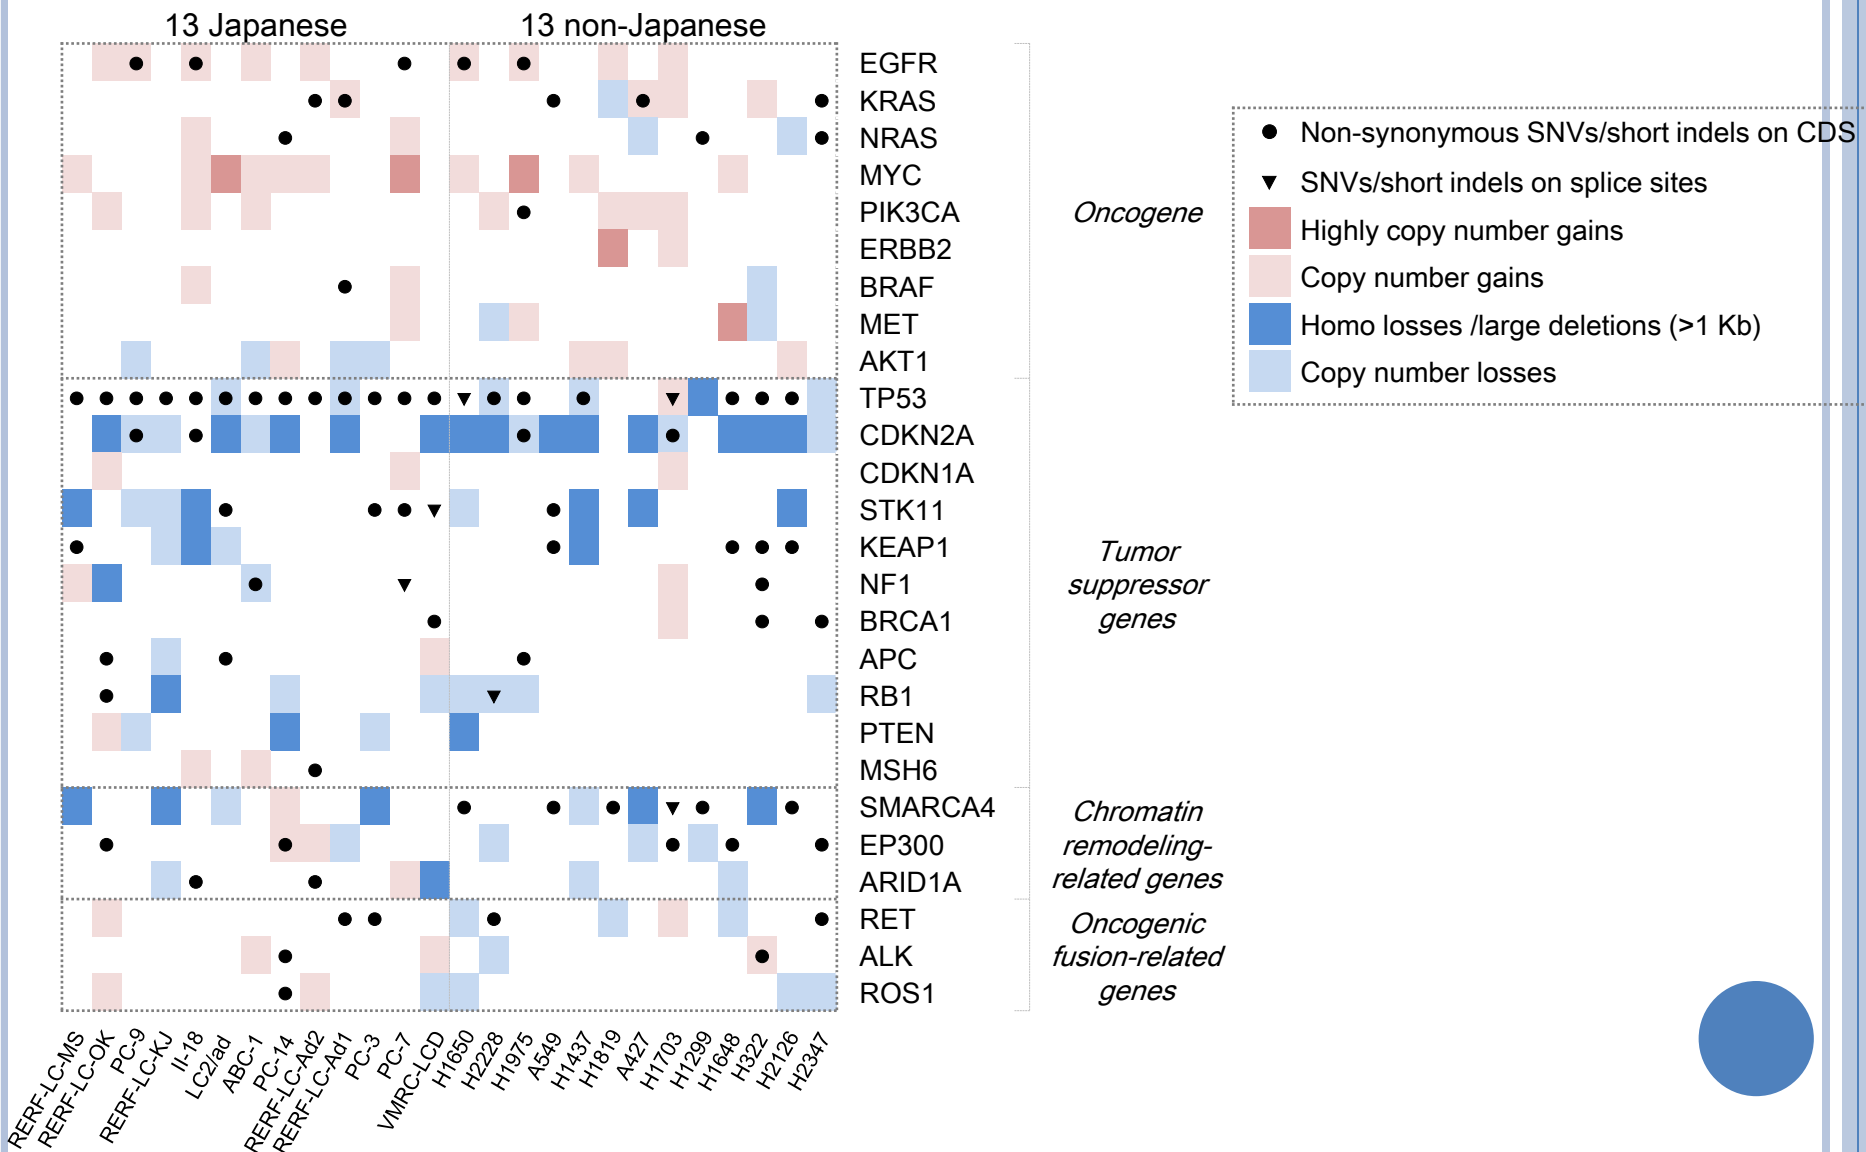 13 Japanese
13 non-Japanese
EGFR
KRAS
NRAS
MYC
PIK3CA
ERBB2
BRAF
MET
AKT1
TP53
CDKN2A
CDKN1A
STK11
KEAP1
NF1
BRCA1
APC
RB1
PTEN
MSH6
SMARCA4
EP300
ARID1A
RET
ALK
ROS1
Oncogene
Tumor
suppressor
genes
Chromatin
remodeling-
related genes
Oncogenic
fusion-related
genes
Non-synonymous SNVs/short indels on CDS
SNVs/short indels on splice sites
Highly copy number gains
Copy number gains
Homo losses /large deletions (>1 Kb)
Copy number losses
RERF-LC-MS
RERF-LC-OK
PC-9
RERF-LC-KJ
II-18
LC2/ad
ABC-1
PC-14
RERF-LC-Ad2
RERF-LC-Ad1
PC-3
PC-7
VMRC-LCD
H1650
H2228
H1975
A549
H1437
H1819
A427
H1703
H1299
H1648
H322
H2126
H2347